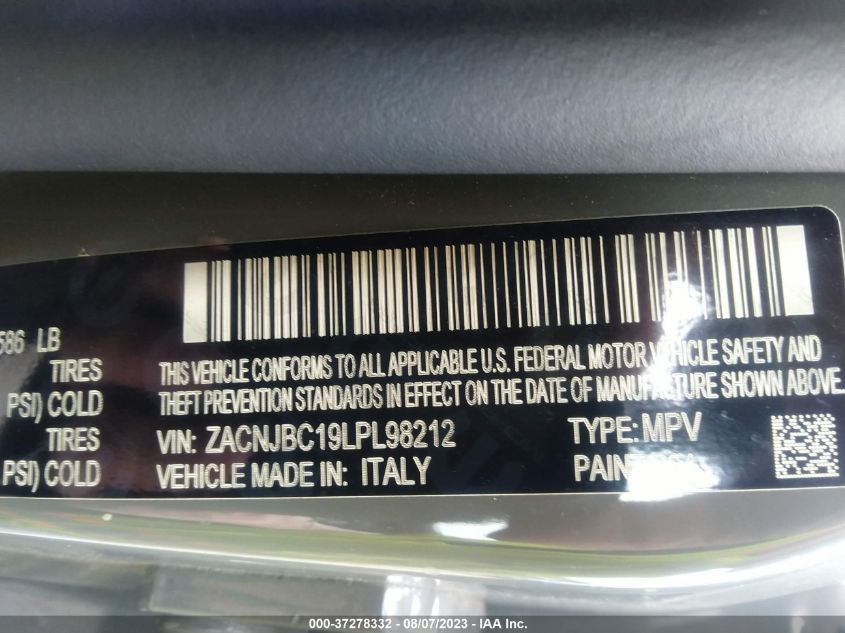 586 LB
TIRES
PSI) COLD
TIRES
PSI) COLD
THIS VEHICLE CONFORMS TO ALL APPLICABLE U.S. FEDERAL MOTOR VEHICLE SAFETY AND
THEFT PREVENTION STANDARDS IN EFFECT ON THE DATE OF MANUFACTURE SHOWN ABOVE.
VIN: ZACNJBC19LPL98212 TYPE: MPV
VEHICLE MADE IN: ITALY
000-37278332 - 08/07/2023 - IAA Inc.